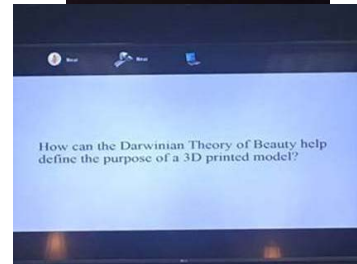 How can the Darwinian Theory of Beauty help
define the purpose of a 3D printed model?